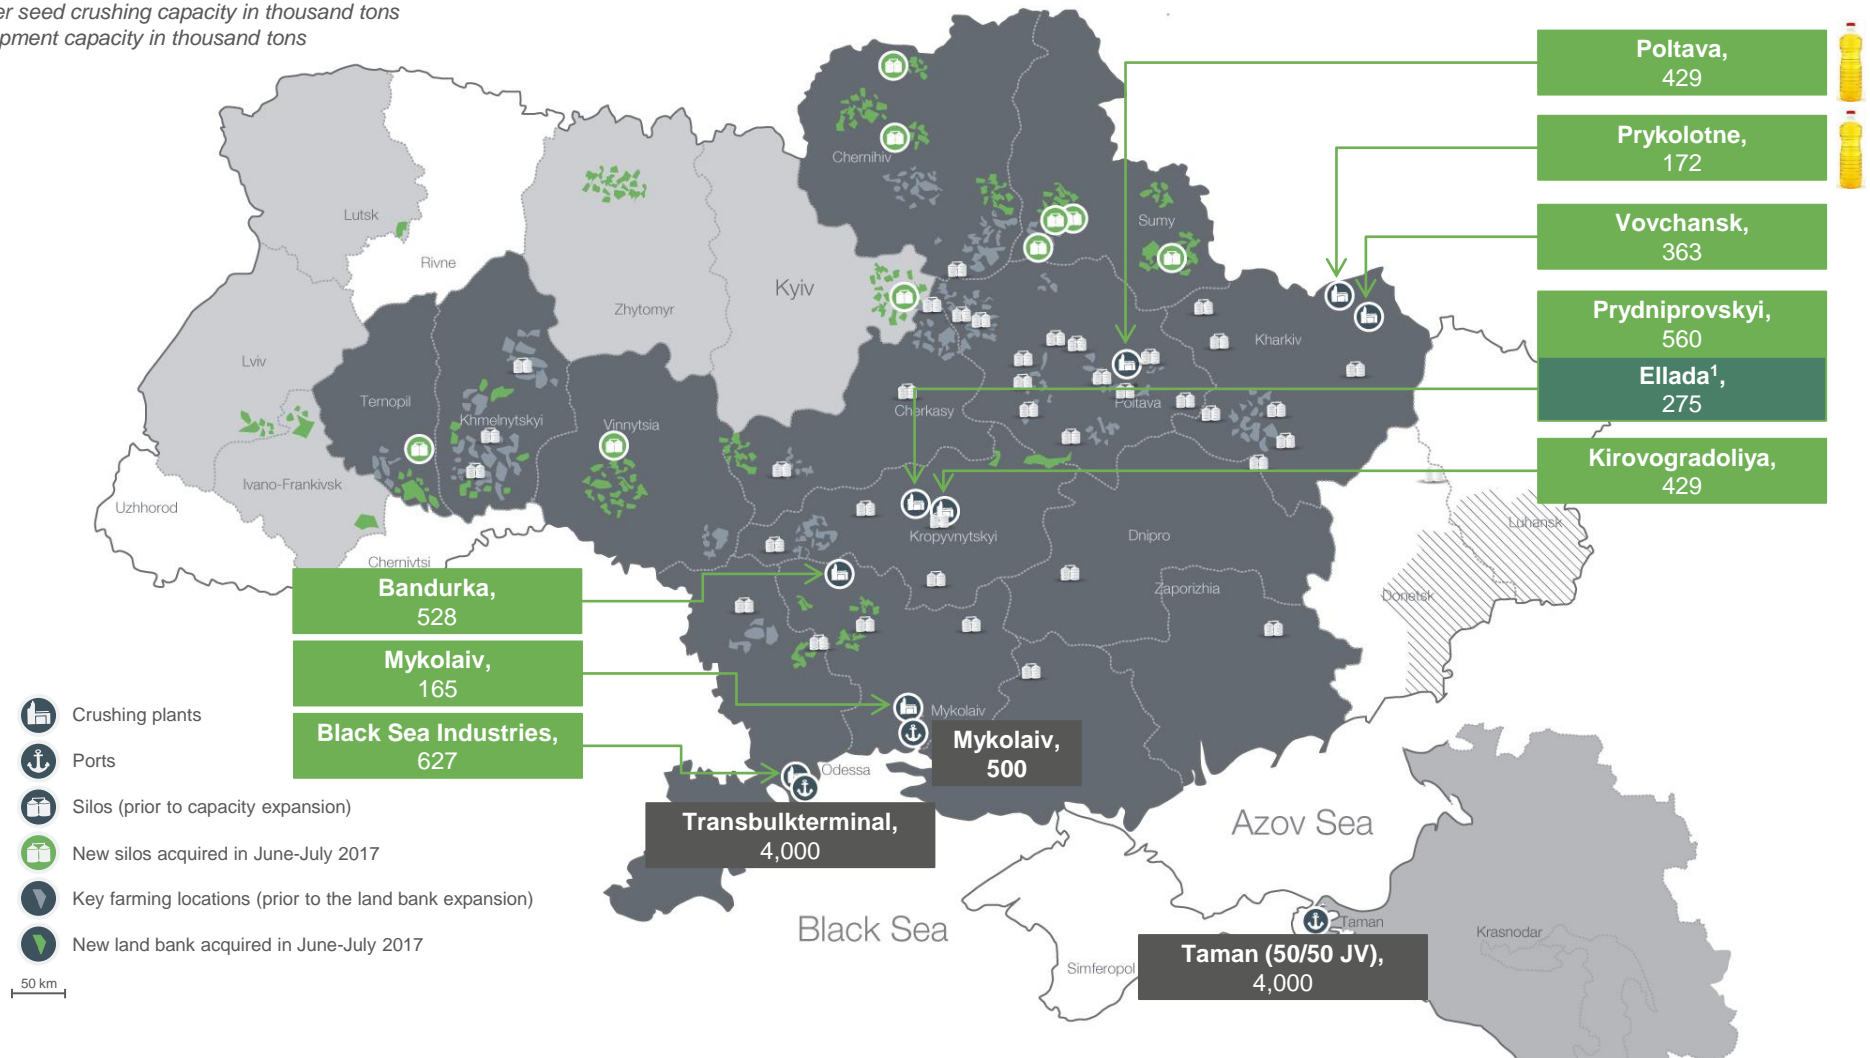 seed crushing capacity in thousand tons
capacity in thousand tons
Poltava,
429
Prykolotne,
172
Vovchansk,
363
Prydniprovskyi,
560
Ellada¹,
275
Kirovogradoliya,
429
Chernihiv
Sumy
Lutsk
Rivne
Kyiv
Zhytomyr
Lviv
Kharkiv
Ternopil
Khmelnytskyi
Vinnytsia
Cherkasy
Poltava
Ivano-Frankivsk
Uzhhorod
Chernivtsi
Kropyvnytskyi
Dnipro
Luhansk
Zaporizhia
Donetsk
Bandurka,
528
Mykolaiv,
165
Black Sea Industries,
627
Mykolaiv
Mykolaiv,
500
Odessa
Transbulkterminal,
4,000
Azov Sea
Black Sea
Taman
Krasnodar
Simferopol
Taman (50/50 JV),
4,000
Crushing plants
Ports
Silos (prior to capacity expansion)
New silos acquired in June-July 2017
Key farming locations (prior to the land bank expansion)
New land bank acquired in June-July 2017
50 km